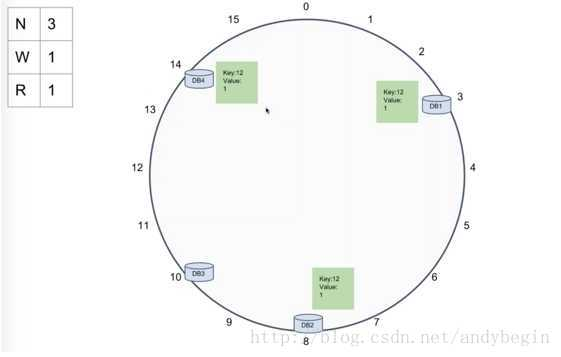 N 3
W 1
R 1
0
15
1
14
2
DB4
Key:12
Value:
1
Key:12
Value:
1
3
DB1
13
12
4
11
5
10
DB3
6
Key:12
Value:
1
9
DB2
7
8
http://blog.csdn.net/andybegin